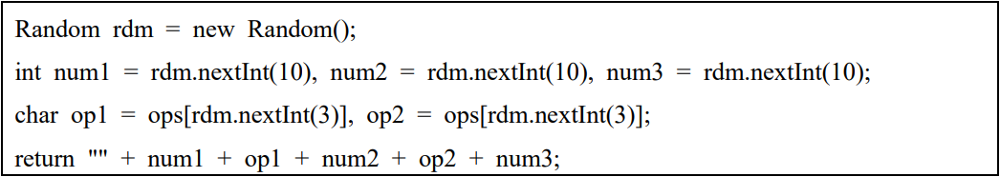 Random rdm = new Random();
int num1 = rdm.nextInt(10), num2 = rdm.nextInt(10), num3 = rdm.nextInt(10);
char op1 = ops[rdm.nextInt(3)], op2 = ops[rdm.nextInt(3)];
return "" + num1 + op1 + num2 + op2 + num3;